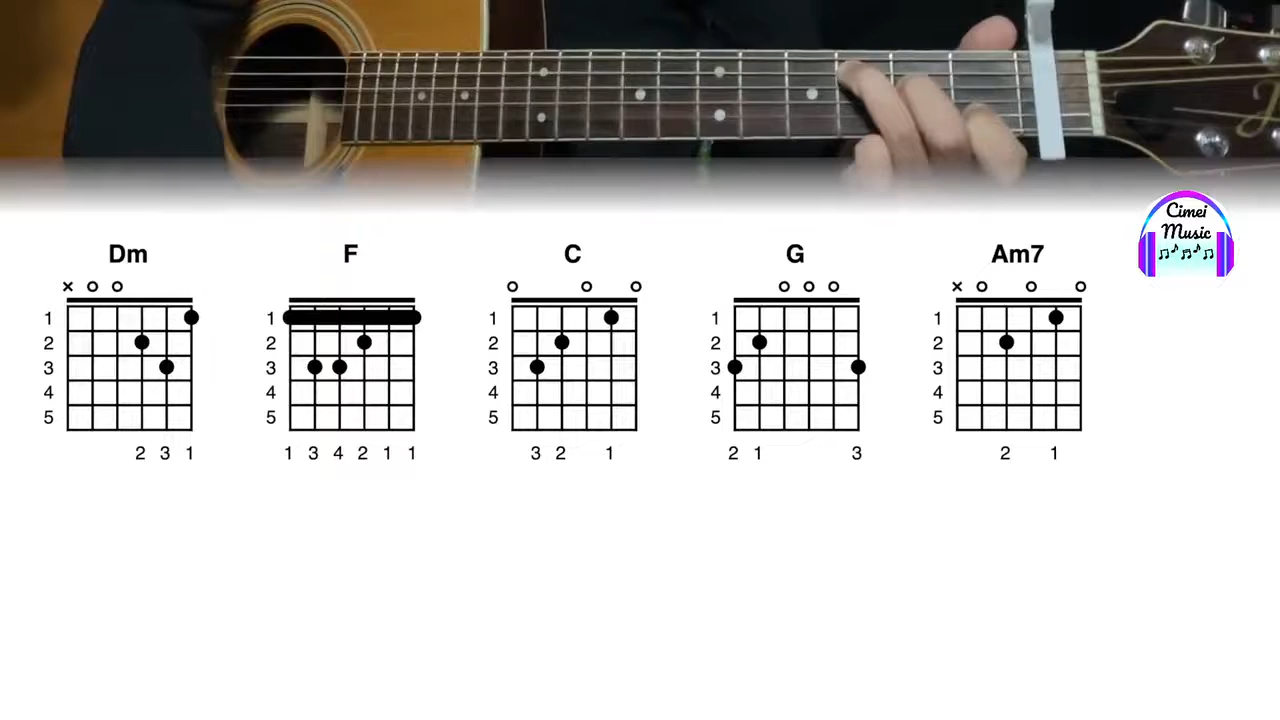 Cimei
Music
Dm F C G Am7
× o o o o o o o o × o o o
1 1 1 1 1
2 2 2 2 2
3 3 3 3 3
4 4 4 4 4
5 5 5 5 5
2 3 1 1 3 4 2 1 1 3 2 1 2 1 3 2 1